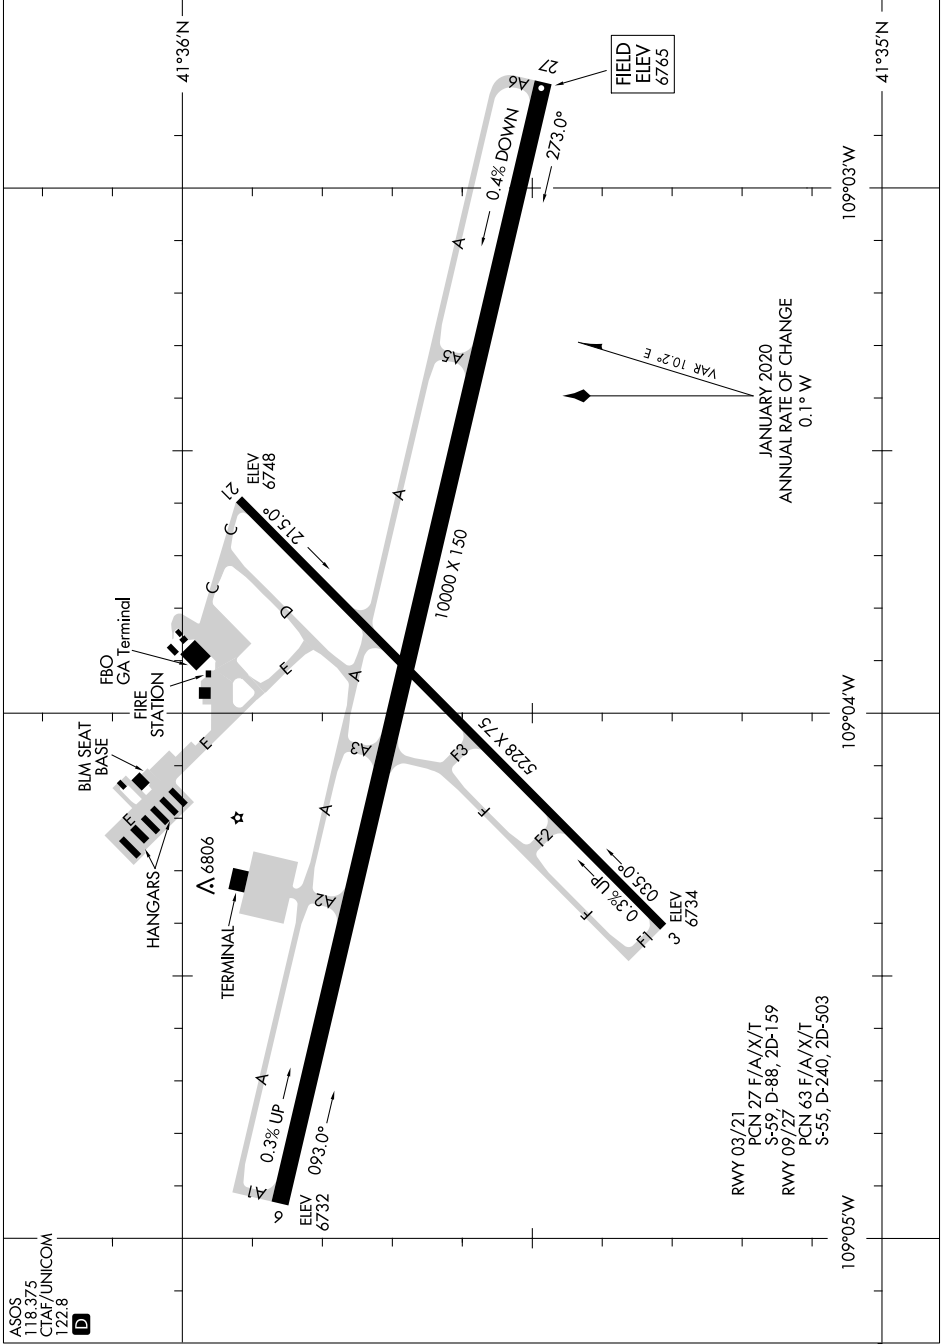 ASOS
118.375
CTAF/UNICOM
122.8
D
41°36'N
41°35'N
109°05'W
109°04'W
109°03'W
HANGARS
BLM SEAT
BASE
FIRE
STATION
FBO
GA Terminal
TERMINAL
6806
E
E
E
D
C
C
21
ELEV
6748
215.0°
9
ELEV
6732
093.0°
0.3% UP
A1
A
A2
A
A3
A
A
A5
A
A6
0.4% DOWN
27
273.0°
FIELD
ELEV
6765
10000 X 150
5228 X 75
F3
F
F2
F
F1
3
ELEV
6734
035.0°
0.3% UP
VAR 10.2° E
JANUARY 2020
ANNUAL RATE OF CHANGE
0.1° W
RWY 03/21
PCN 27 F/A/X/T
S-59, D-88, 2D-159
RWY 09/27
PCN 63 F/A/X/T
S-55, D-240, 2D-503